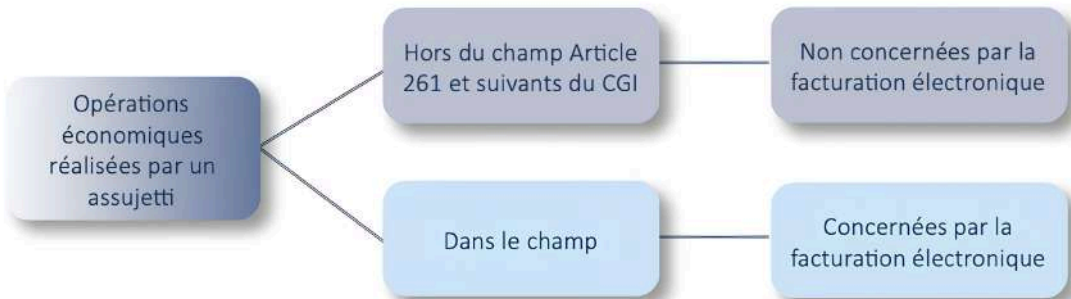 Opérations
économiques
réalisées par un
assujetti
Hors du champ Article
261 et suivants du CGI
Non concernées par la
facturation électronique
Dans le champ
Concernées par la
facturation électronique